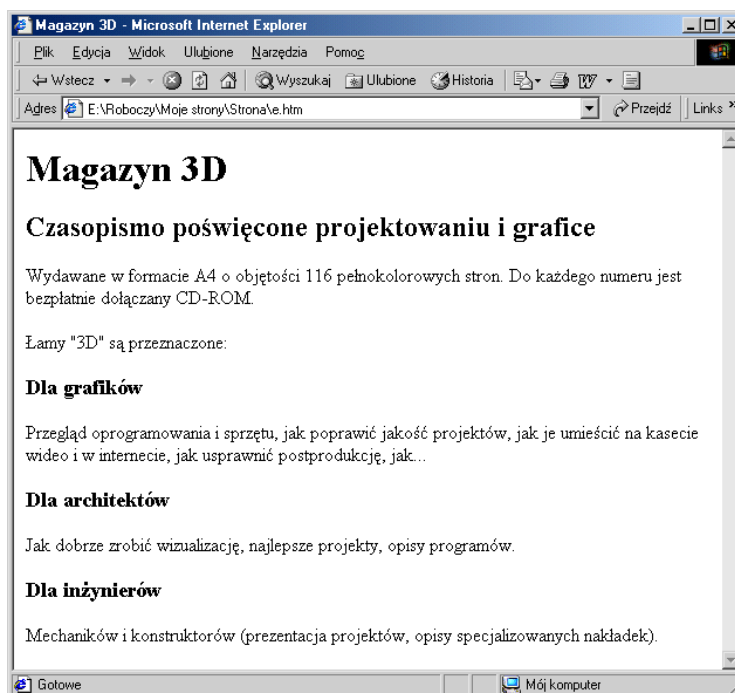 Magazyn 3D - Microsoft Internet Explorer
Plik Edycja Widok Ulubione Narzędzia Pomoc
Wstecz Wyszukaj Ulubione Historia
Adres E:\Roboczy\Moje strony\Strona\e.htm Przejdź Links »
Magazyn 3D
Czasopismo poświęcone projektowaniu i grafice
Wydawane w formacie A4 o objętości 116 pełnokolorowych stron. Do każdego numeru jest
bezpłatnie dołączany CD-ROM.
Łamy "3D" są przeznaczone:
Dla grafików
Przegląd oprogramowania i sprzętu, jak poprawić jakość projektów, jak je umieścić na kasecie
wideo i w internecie, jak usprawnić postprodukcję, jak...
Dla architektów
Jak dobrze zrobić wizualizację, najlepsze projekty, opisy programów.
Dla inżynierów
Mechaników i konstruktorów (prezentacja projektów, opisy specjalizowanych nakładek).
Gotowe Mój komputer